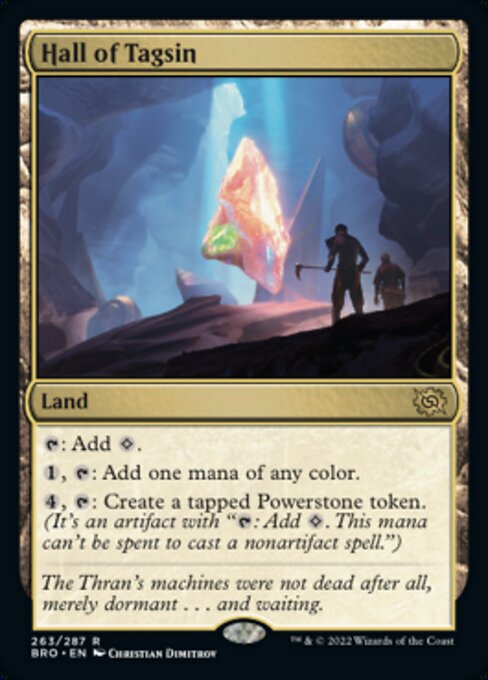 Hall of Tagsin
Land
: Add .
1, : Add one mana of any color.
4, : Create a tapped Powerstone token.
(It's an artifact with “: Add . This mana
can't be spent to cast a nonartifact spell.”)
The Thran's machines were not dead after all,
merely dormant . . . and waiting.
263/287 R
BRO • EN Christian Dimitrov
™ & © 2022 Wizards of the Coast